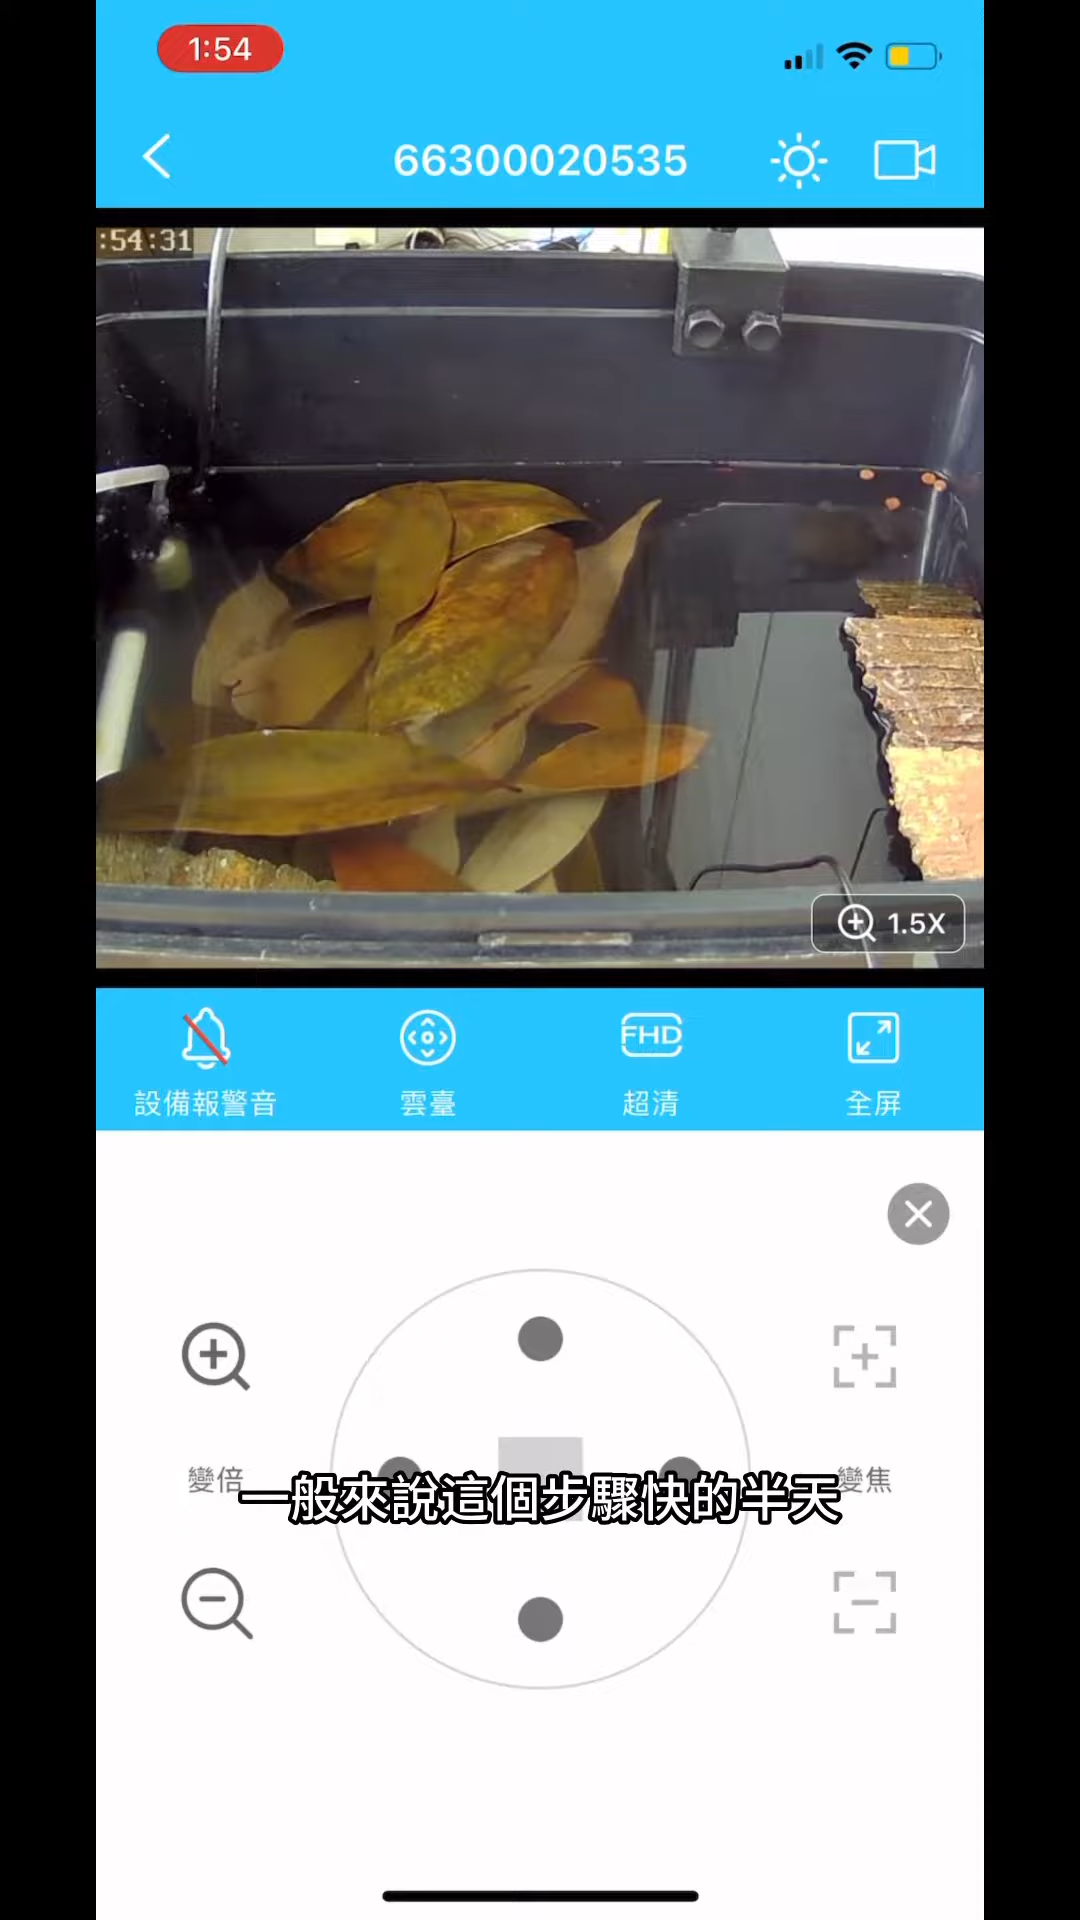 1:54
66300020535
:54:31
1.5X
FHD
設備報警音
雲臺
超清
全屏
變倍
變焦
一般來說這個步驟快的半天